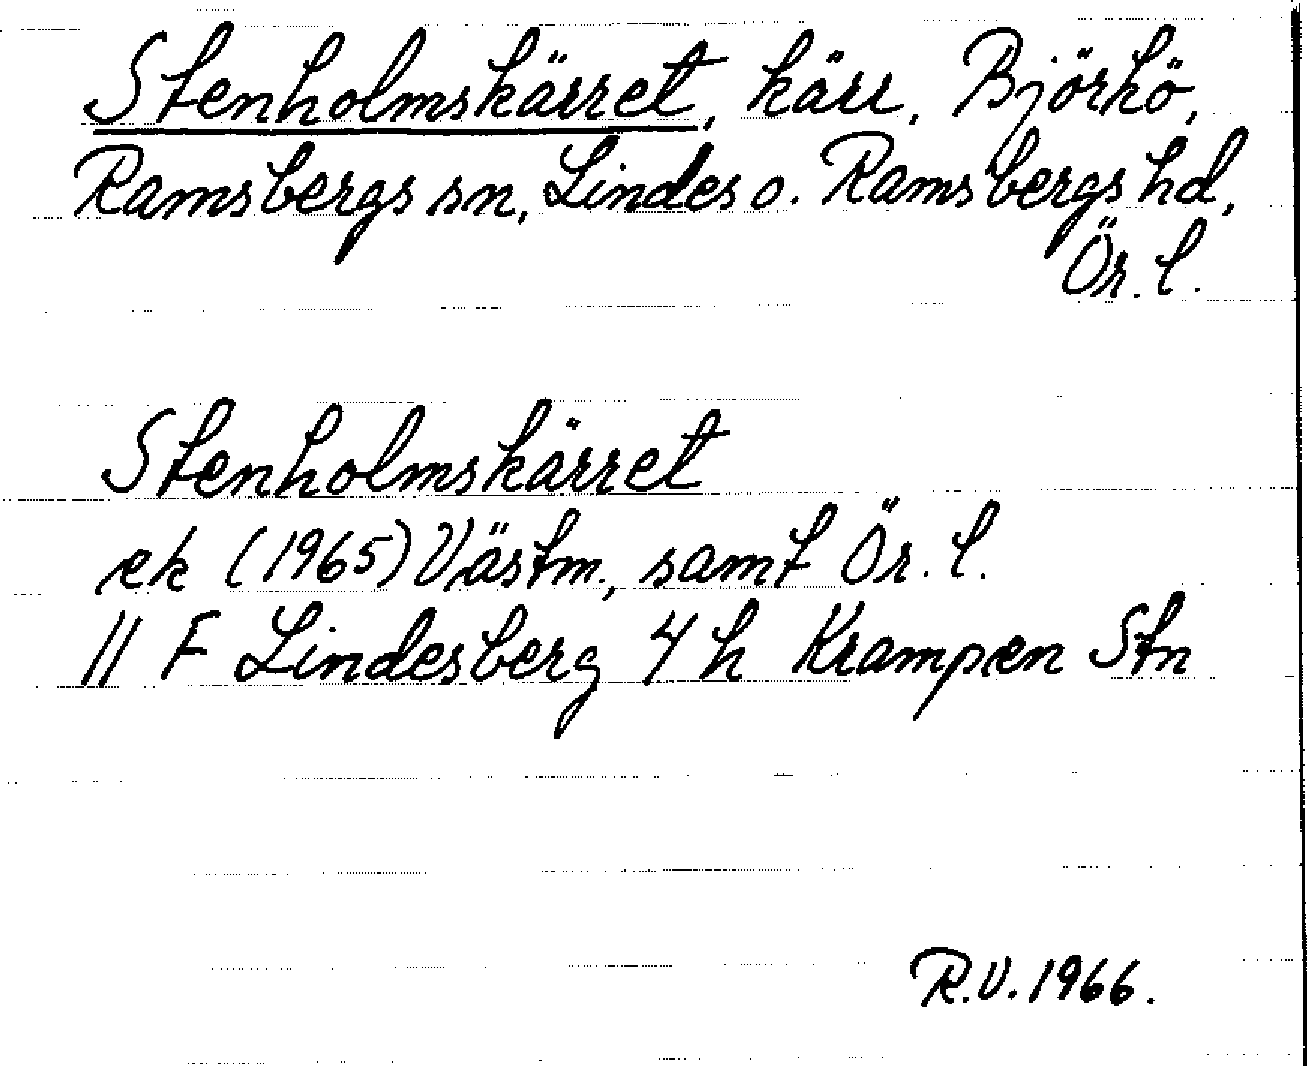 Stenholmskärret, kärr, Björkö,
Ramsbergs sn, Lindes o. Ramsbergs hd,
Ör. l.
Stenholmskärret
ek (1965) Västm., samt Ör. l.
11 F Lindesberg 4 h Krampen Stn
R.V. 1966.